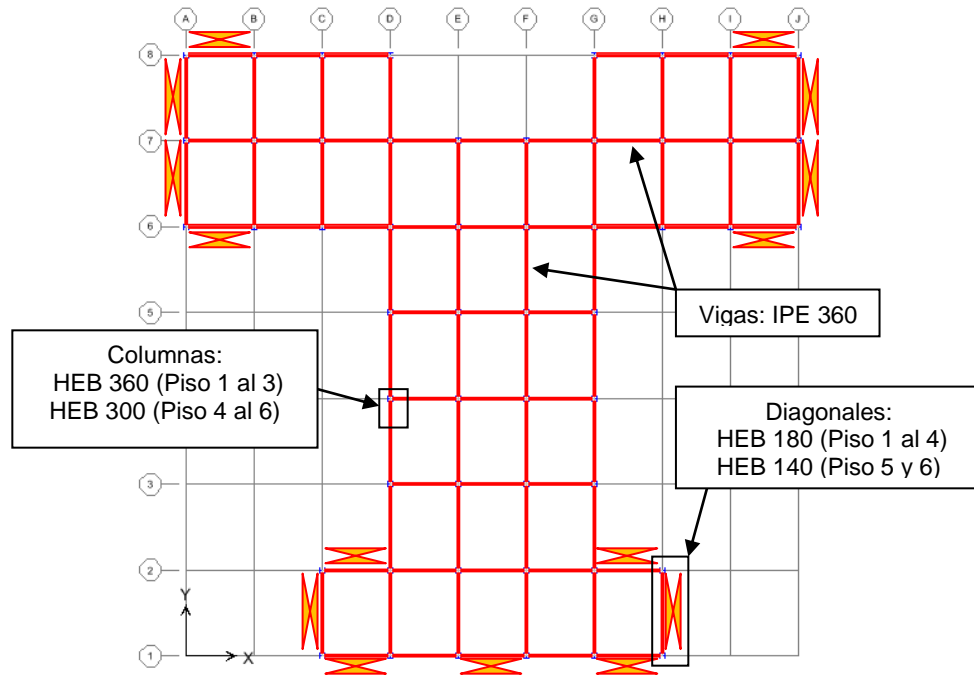 A B C D E F G H I J
8
7
6
5
3
2
1
Y
X
Vigas: IPE 360
Columnas:
HEB 360 (Piso 1 al 3)
HEB 300 (Piso 4 al 6)
Diagonales:
HEB 180 (Piso 1 al 4)
HEB 140 (Piso 5 y 6)